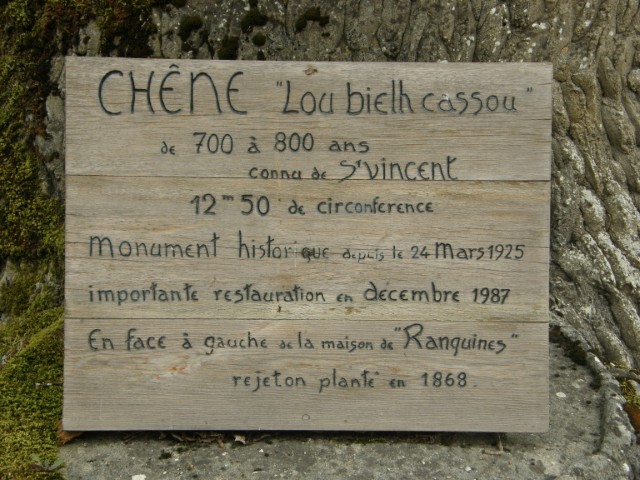 CHÊNE "Lou bielh cassou"
de 700 à 800 ans
connu de St vincent
12 m 50 de circonférence
monument historique depuis le 24 mars 1925
importante restauration en décembre 1987
En face à gauche de la maison de "Ranquines"
rejeton planté en 1868.